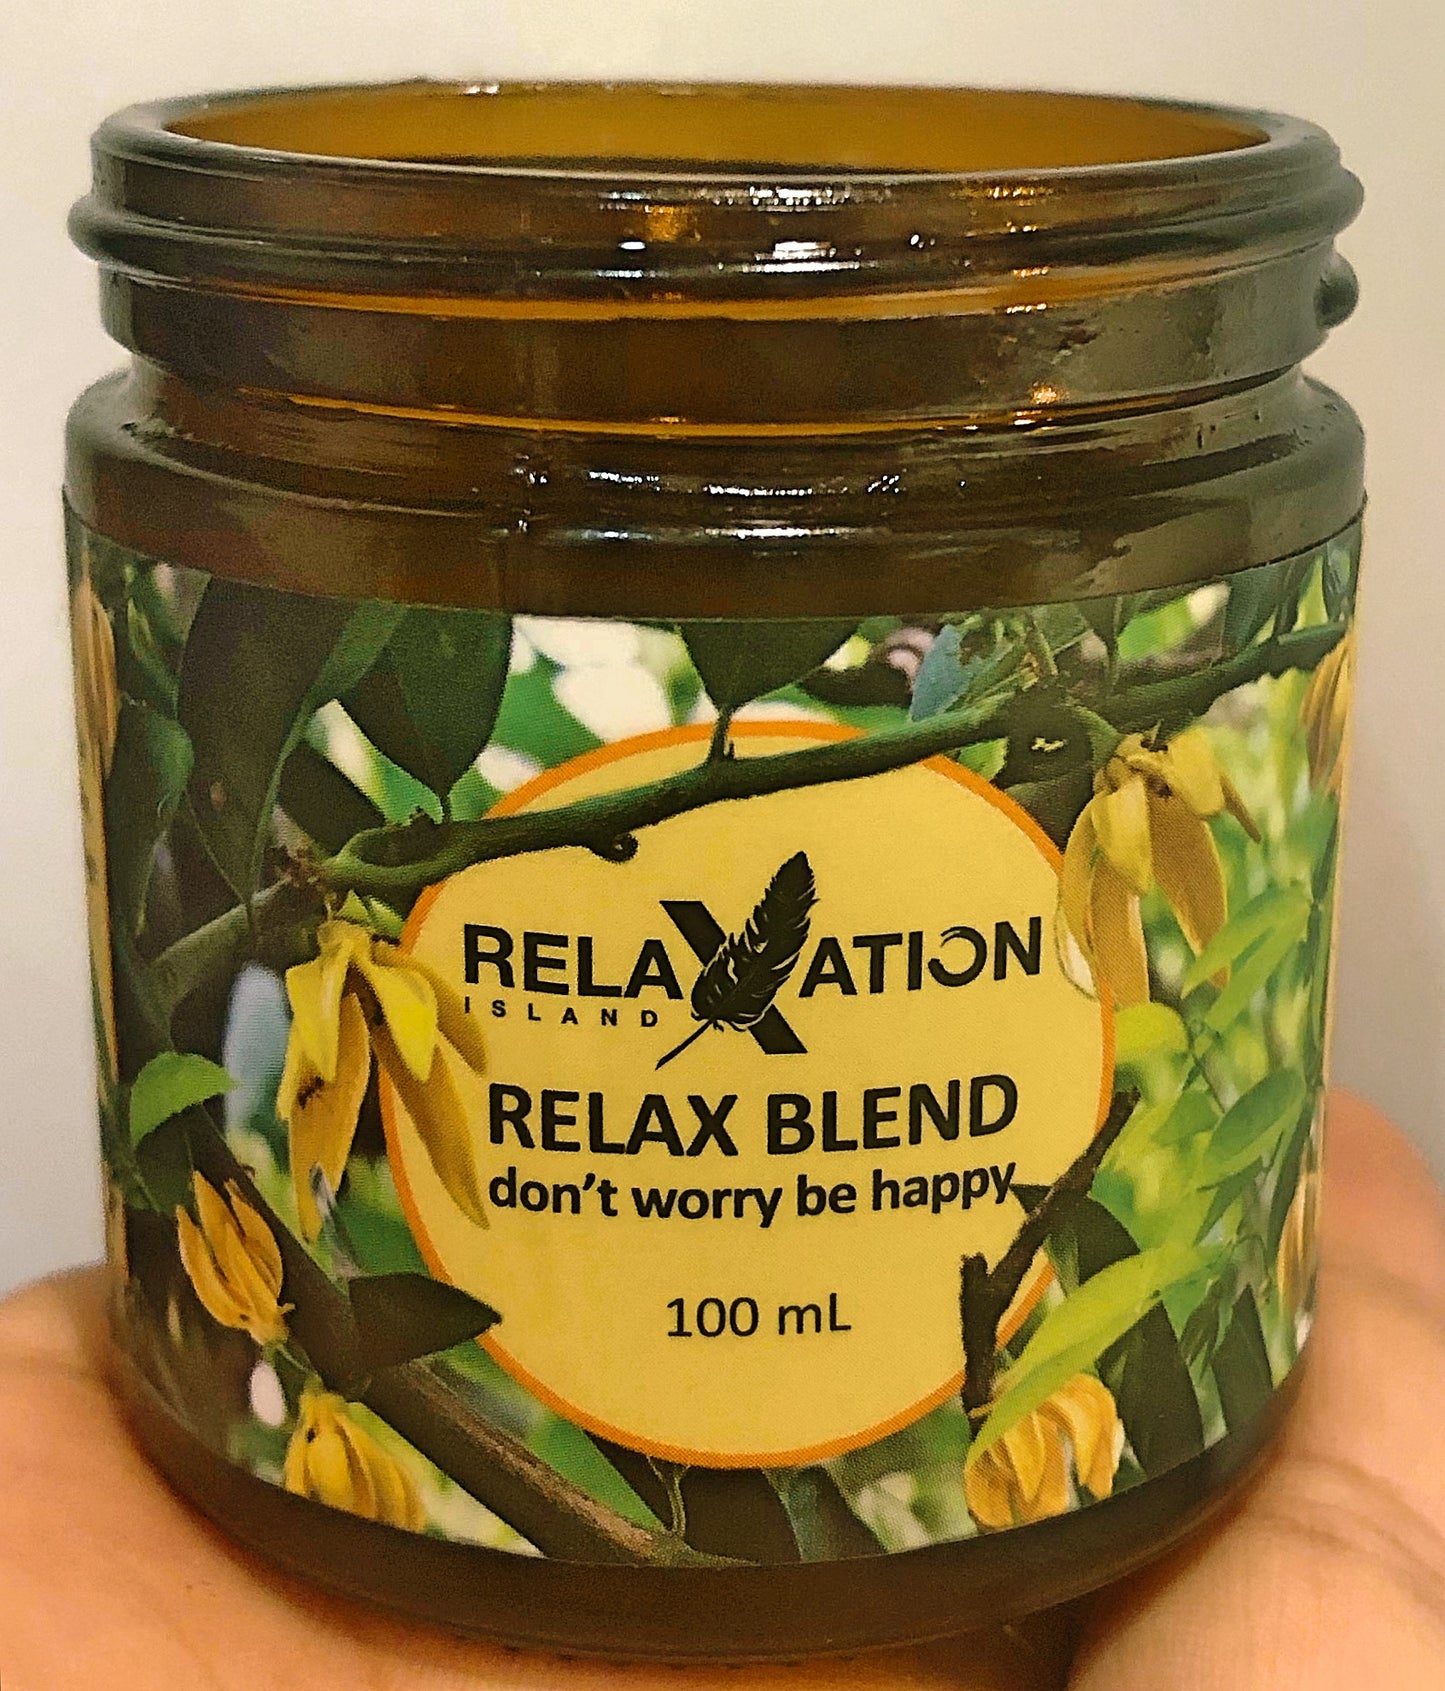 RELAXATION
ISLAND
RELAX BLEND
don't worry be happy
100 mL